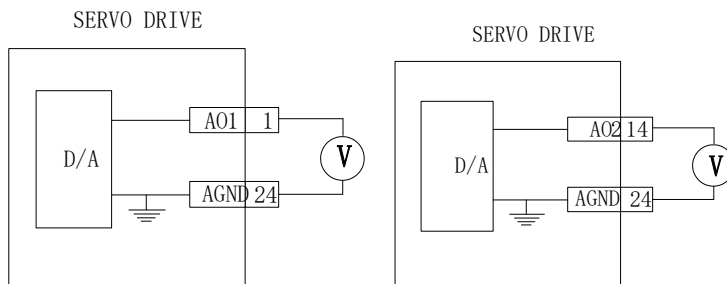 SERVO DRIVE
D/A
AO1 1
V
AGND 24
SERVO DRIVE
D/A
AO2 14
V
AGND 24